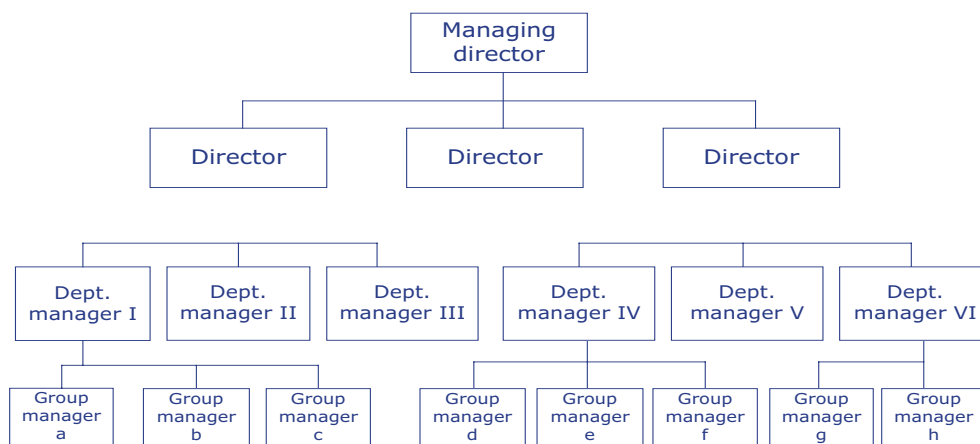 Managing
director
Director
Director
Director
Dept.
manager I
Dept.
manager II
Dept.
manager III
Dept.
manager IV
Dept.
manager V
Dept.
manager VI
Group
manager
a
Group
manager
b
Group
manager
c
Group
manager
d
Group
manager
e
Group
manager
f
Group
manager
g
Group
manager
h